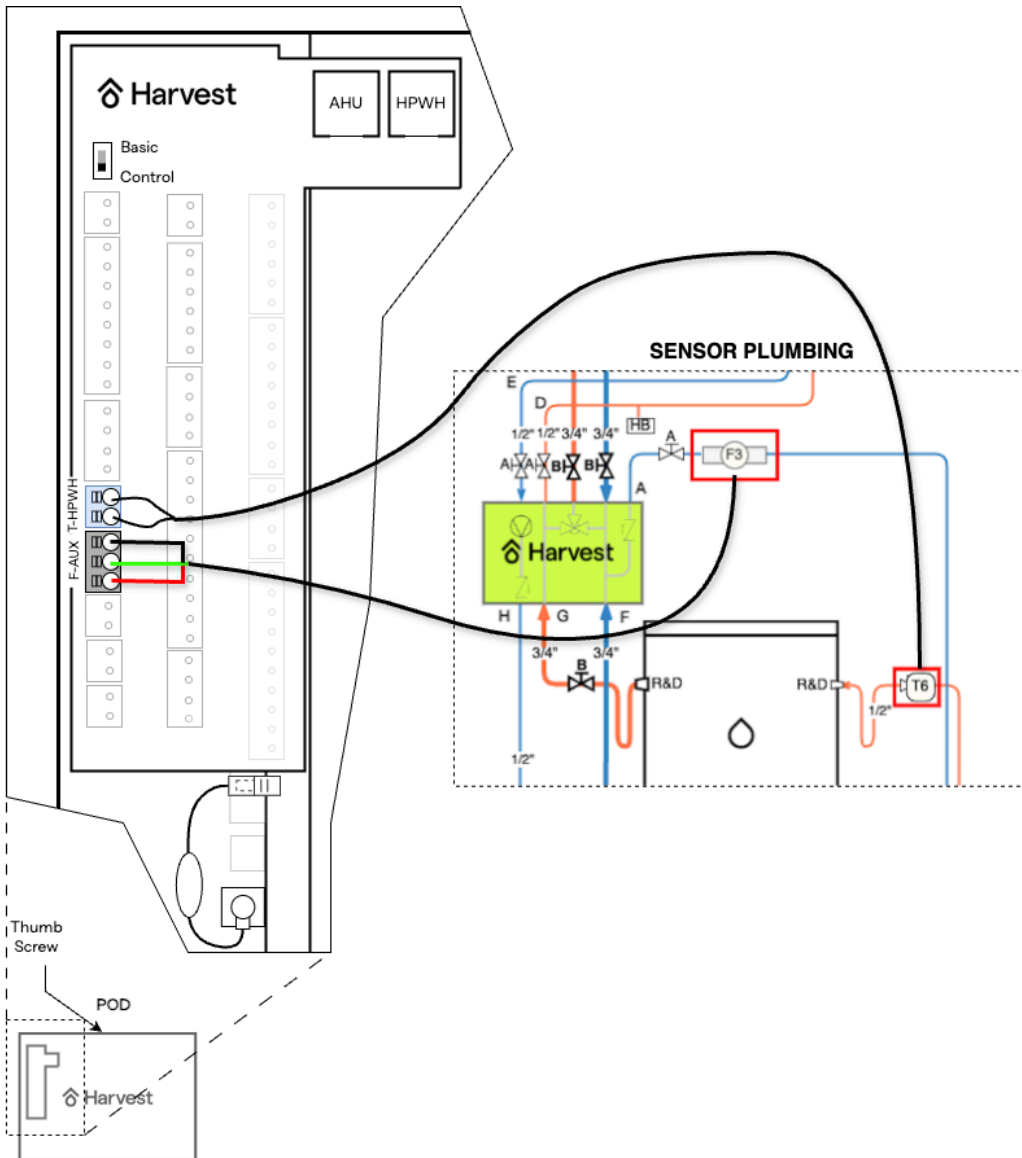 Harvest
AHU
HPWH
Basic
Control
T-HPWH
F-AUX
SENSOR PLUMBING
E
D
HB
1/2" 1/2" 3/4" 3/4"
A
F3
A A B B
A
Harvest
H G F
3/4" 3/4"
B
R&D
R&D
T6
1/2"
1/2"
Thumb
Screw
POD
Harvest